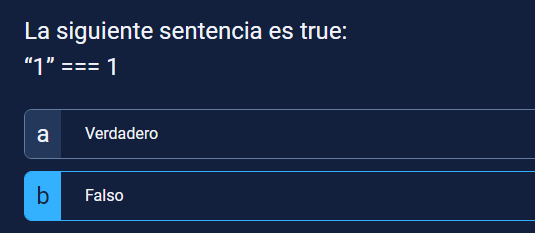 La siguiente sentencia es true:
“1” === 1
a Verdadero
b Falso